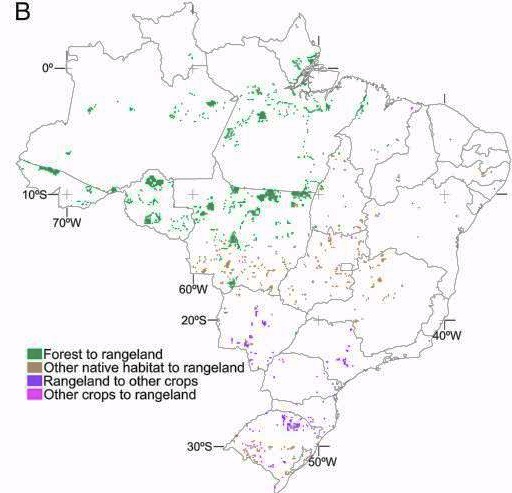 B
0º
10ºS
70ºW
60ºW
20ºS
40ºW
Forest to rangeland
Other native habitat to rangeland
Rangeland to other crops
Other crops to rangeland
30ºS
50ºW